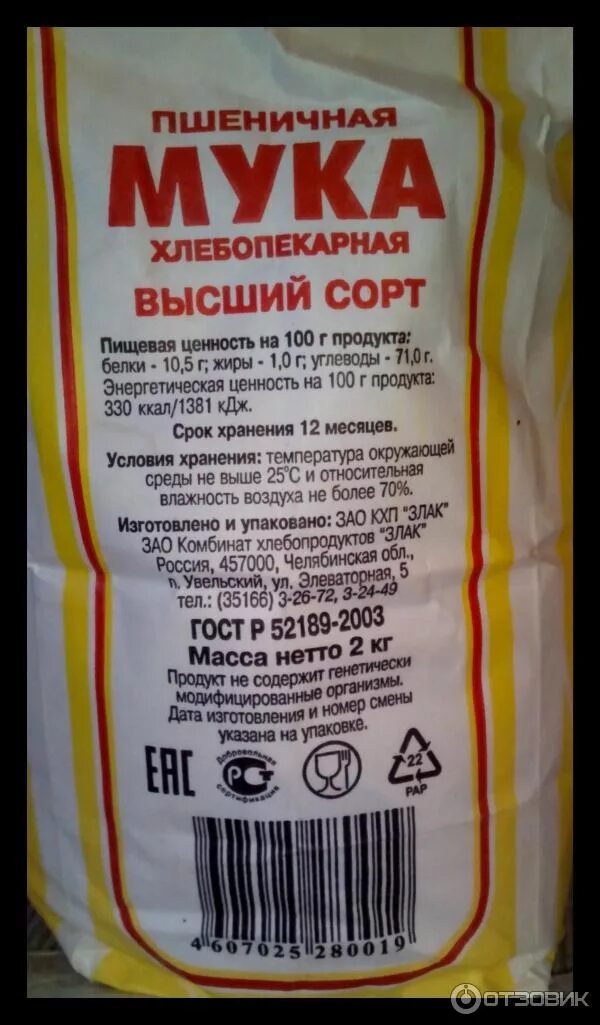 ПШЕНИЧНАЯ
МУКА
ХЛЕБОПЕКАРНАЯ
ВЫСШИЙ СОРТ
Пищевая ценность на 100 г продукта:
белки - 10,5 г; жиры - 1,0 г; углеводы - 71,0 г.
Энергетическая ценность на 100 г продукта:
330 ккал/1381 кДж.
Срок хранения 12 месяцев.
Условия хранения: температура окружающей
среды не выше 25°С и относительная
влажность воздуха не более 70%.
Изготовлено и упаковано: ЗАО КХП "ЗЛАК"
ЗАО Комбинат хлебопродуктов "ЗЛАК"
Россия, 457000, Челябинская обл.,
п. Увельский, ул. Элеваторная, 5
тел.: (35166) 3-26-72, 3-24-49
ГОСТ Р 52189-2003
Масса нетто 2 кг
Продукт не содержит генетически
модифицированные организмы.
Дата изготовления и номер смены
указана на упаковке.
ЕАС
Добровольная
РСТ
сертификация
22
PAP
4 607025 280019
ОТЗОВИК